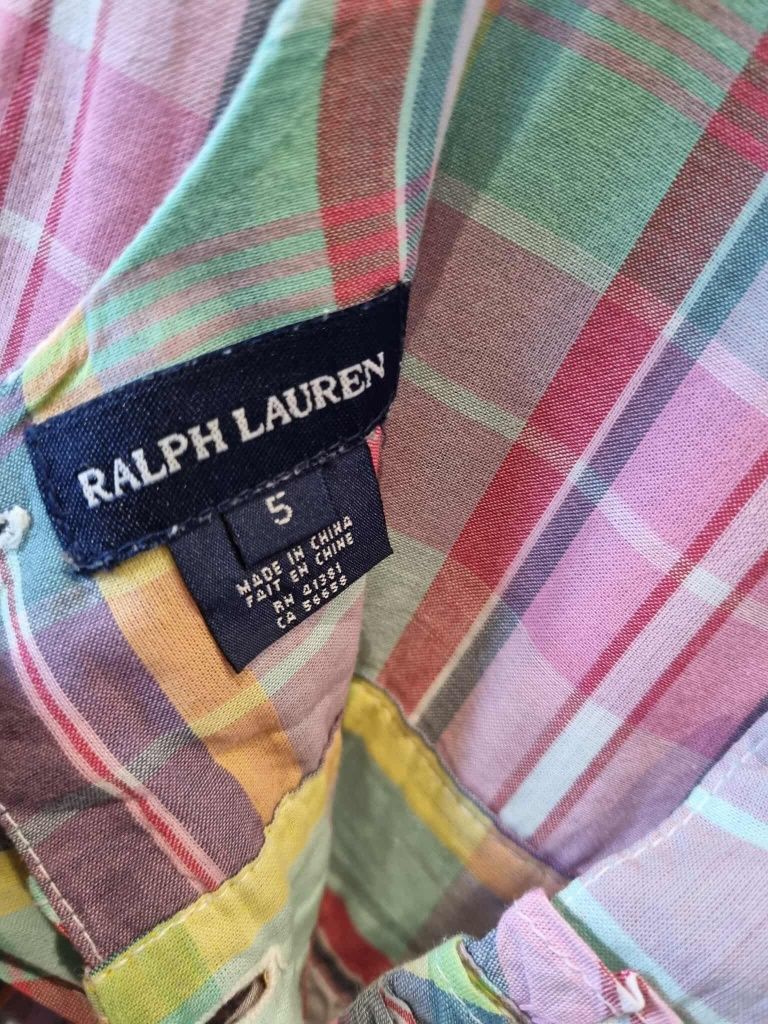 RALPH LAUREN
5
MADE IN CHINA
FAIT EN CHINE
RN 41381
CA 56658